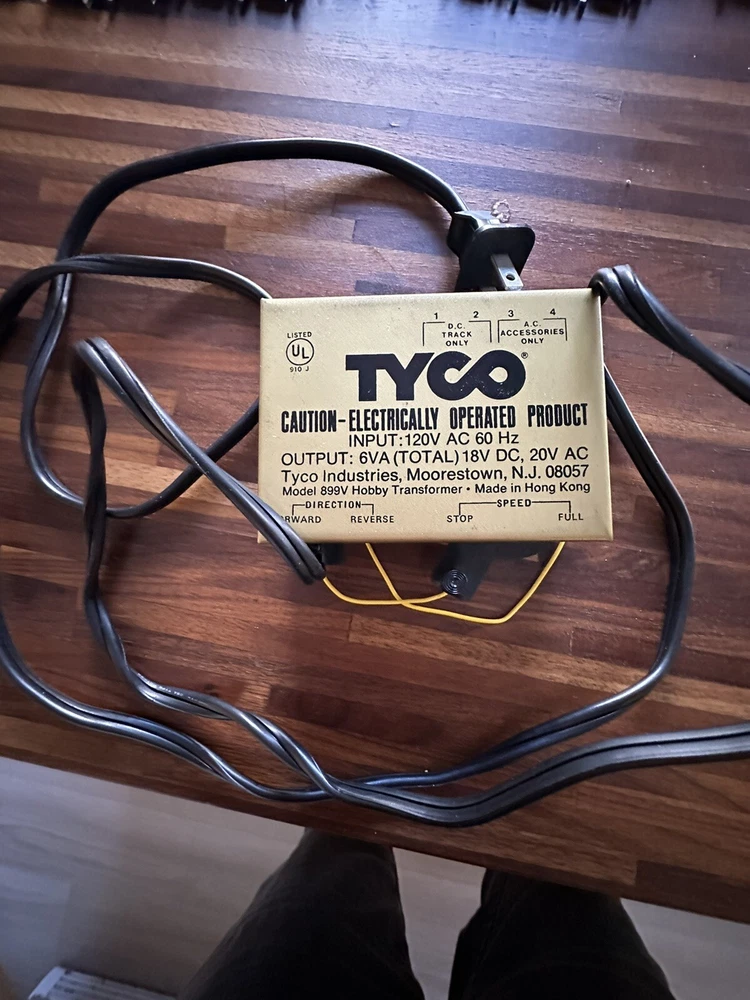 1 2 3 4
D.C. A.C.
TRACK ACCESSORIES
ONLY ONLY
LISTED
UL
910 J
TYCO®
CAUTION-ELECTRICALLY OPERATED PRODUCT
INPUT:120V AC 60 Hz
OUTPUT: 6VA (TOTAL) 18V DC, 20V AC
Tyco Industries, Moorestown, N.J. 08057
Model 899V Hobby Transformer • Made in Hong Kong
DIRECTION SPEED
RWARD REVERSE STOP FULL